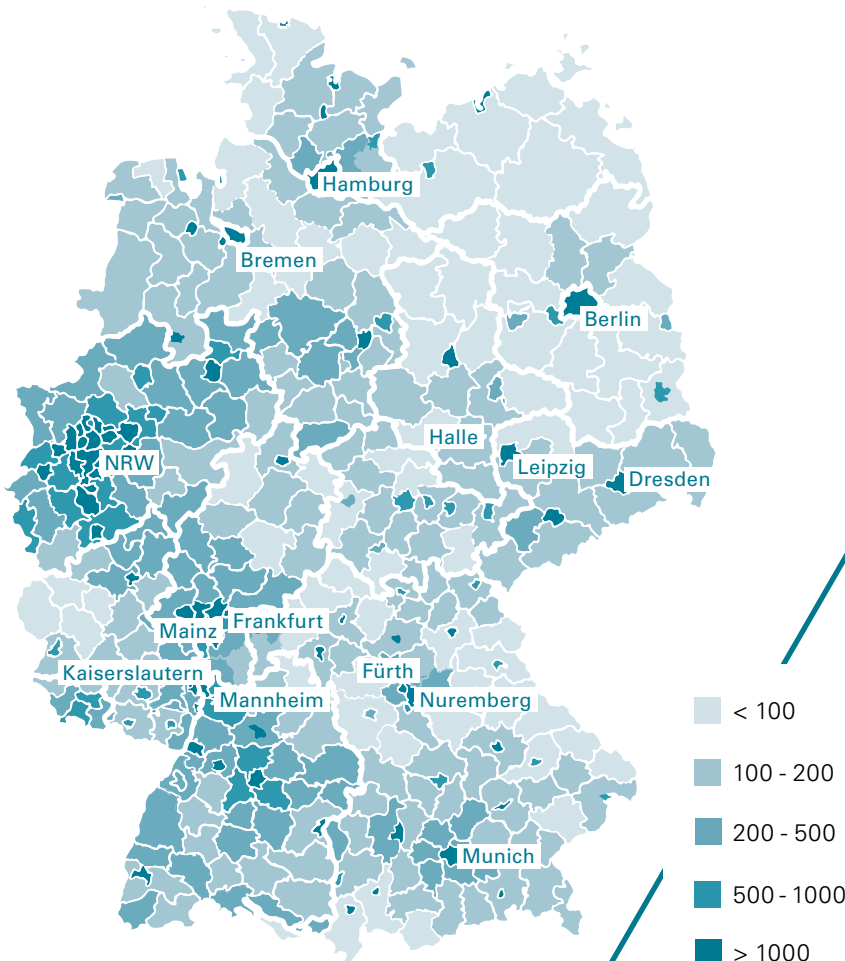 Hamburg
Bremen
Berlin
Halle
NRW
Leipzig
Dresden
Mainz
Frankfurt
Kaiserslautern
Fürth
Mannheim
Nuremberg
Munich
< 100
100 - 200
200 - 500
500 - 1000
> 1000